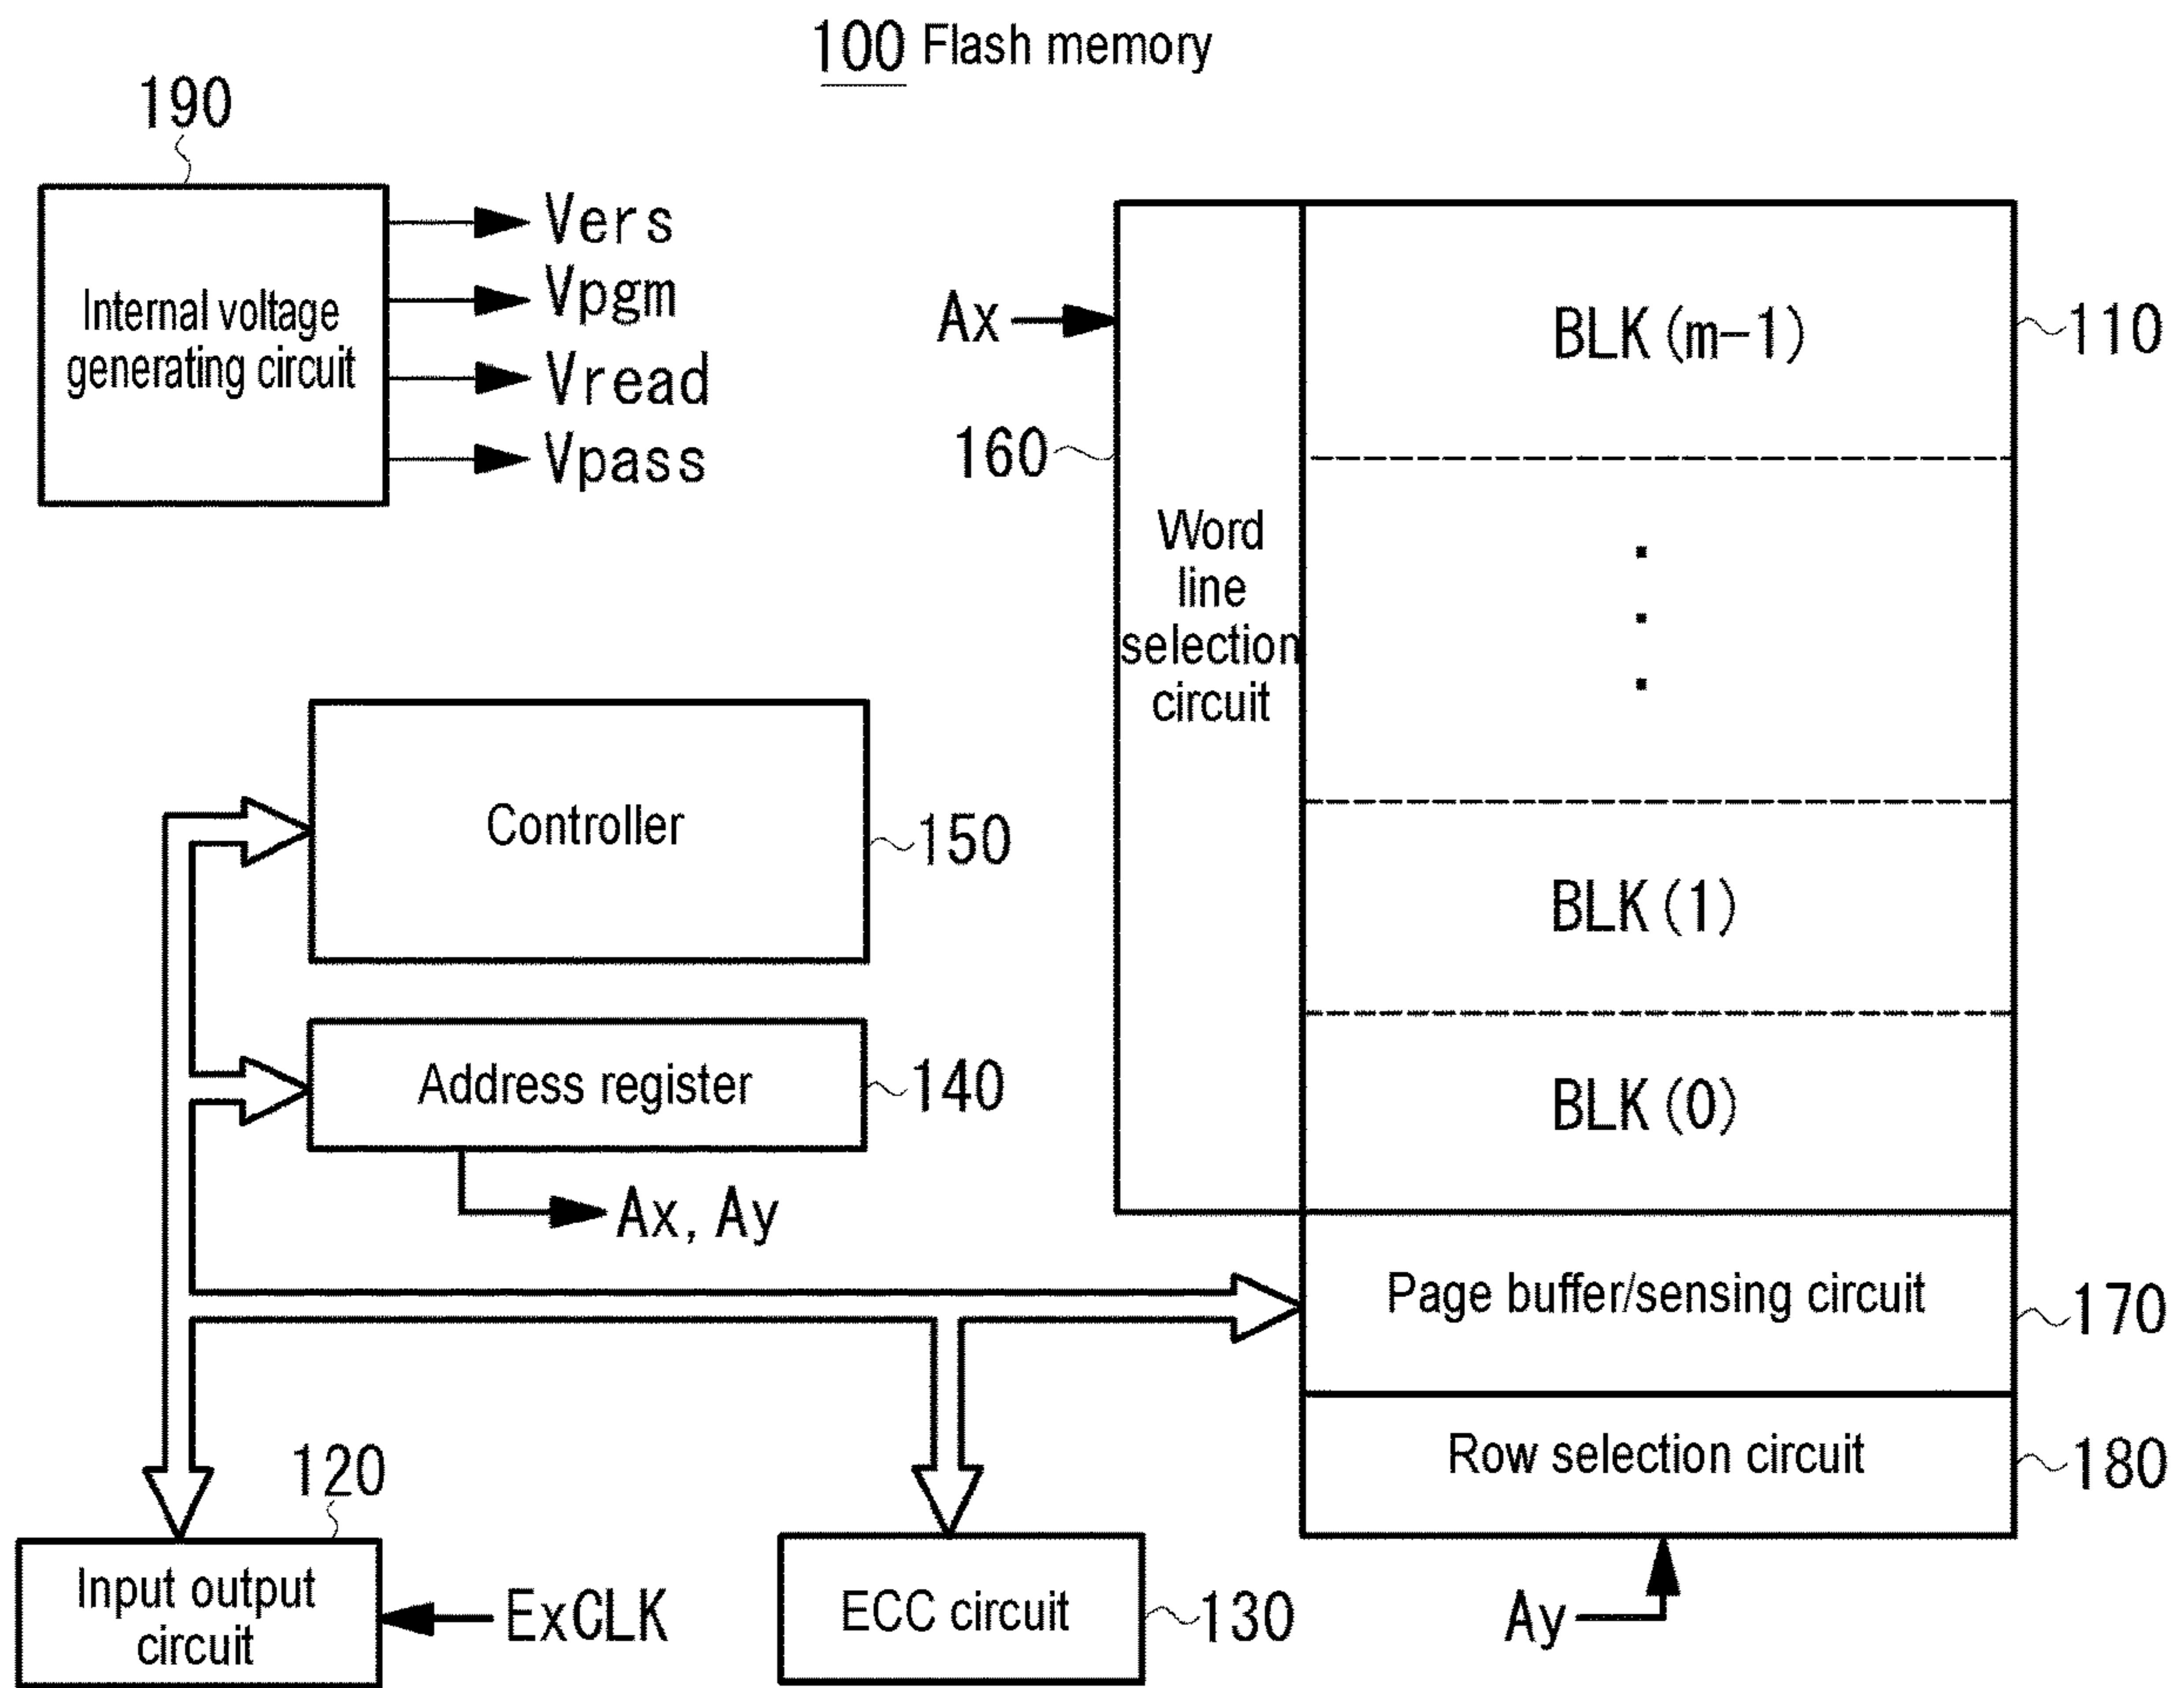 100 Flash memory
190
Internal voltage
generating circuit
Vers
Vpgm
Vread
Vpass
Ax
160
Word
line
selection
circuit
BLK(m-1)
110
BLK(1)
BLK(0)
Controller
150
Address register
140
Ax, Ay
Page buffer/sensing circuit
170
Row selection circuit
180
Ay
120
Input output
circuit
ExCLK
ECC circuit
130